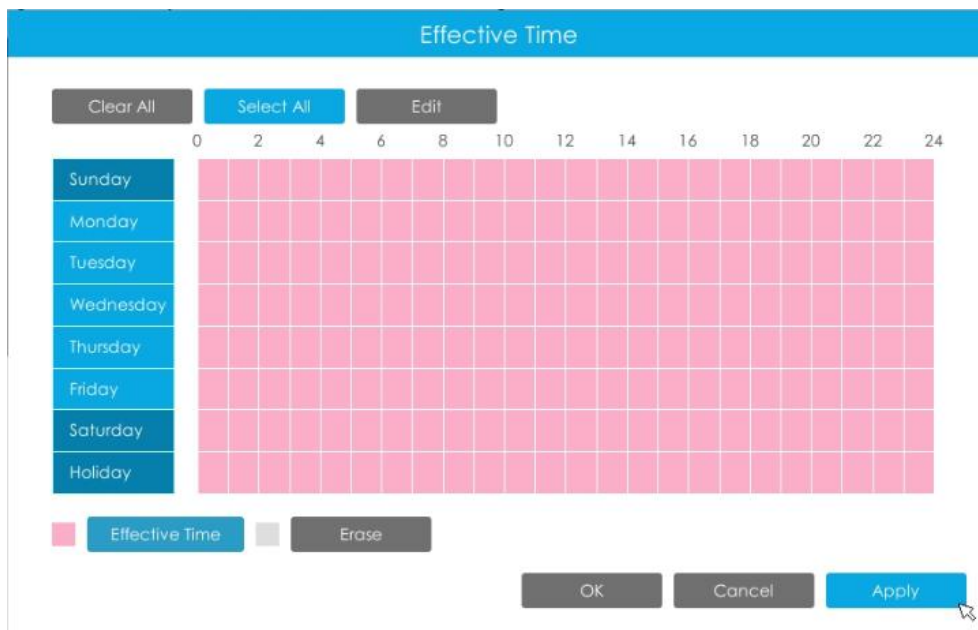 Effective Time
Clear All Select All Edit
0 2 4 6 8 10 12 14 16 18 20 22 24
Sunday
Monday
Tuesday
Wednesday
Thursday
Friday
Saturday
Holiday
Effective Time Erase
OK Cancel Apply